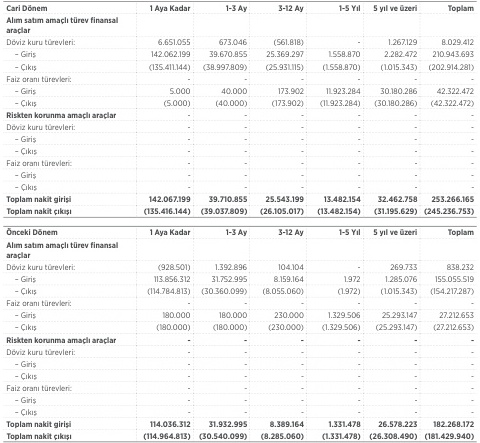 Cari Dönem 1 Aya Kadar 1-3 Ay 3-12 Ay 1-5 Yıl 5 yıl ve üzeri Toplam
Alım satım amaçlı türev finansal
araçlar - - - - - -
Döviz kuru türevleri: 6.651.055 673.046 (561.818) - 1.267.129 8.029.412
– Giriş 142.062.199 39.670.855 25.369.297 1.558.870 2.282.472 210.943.693
– Çıkış (135.411.144) (38.997.809) (25.931.115) (1.558.870) (1.015.343) (202.914.281)
Faiz oranı türevleri: - - - - - -
– Giriş 5.000 40.000 173.902 11.923.284 30.180.286 42.322.472
– Çıkış (5.000) (40.000) (173.902) (11.923.284) (30.180.286) (42.322.472)
Riskten korunma amaçlı araçlar - - - - - -
Döviz kuru türevleri: - - - - - -
– Giriş - - - - - -
– Çıkış - - - - - -
Faiz oranı türevleri: - - - - - -
– Giriş - - - - - -
– Çıkış - - - - - -
Toplam nakit girişi 142.067.199 39.710.855 25.543.199 13.482.154 32.462.758 253.266.165
Toplam nakit çıkışı (135.416.144) (39.037.809) (26.105.017) (13.482.154) (31.195.629) (245.236.753)
Önceki Dönem 1 Aya Kadar 1-3 Ay 3-12 Ay 1-5 Yıl 5 yıl ve üzeri Toplam
Alım satım amaçlı türev finansal
araçlar - - - - - -
Döviz kuru türevleri: (928.501) 1.392.896 104.104 - 269.733 838.232
– Giriş 113.856.312 31.752.995 8.159.164 1.972 1.285.076 155.055.519
– Çıkış (114.784.813) (30.360.099) (8.055.060) (1.972) (1.015.343) (154.217.287)
Faiz oranı türevleri: - - - - - -
– Giriş 180.000 180.000 230.000 1.329.506 25.293.147 27.212.653
– Çıkış (180.000) (180.000) (230.000) (1.329.506) (25.293.147) (27.212.653)
Riskten korunma amaçlı araçlar - - - - - -
Döviz kuru türevleri: - - - - - -
– Giriş - - - - - -
– Çıkış - - - - - -
Faiz oranı türevleri: - - - - - -
– Giriş - - - - - -
– Çıkış - - - - - -
Toplam nakit girişi 114.036.312 31.932.995 8.389.164 1.331.478 26.578.223 182.268.172
Toplam nakit çıkışı (114.964.813) (30.540.099) (8.285.060) (1.331.478) (26.308.490) (181.429.940)